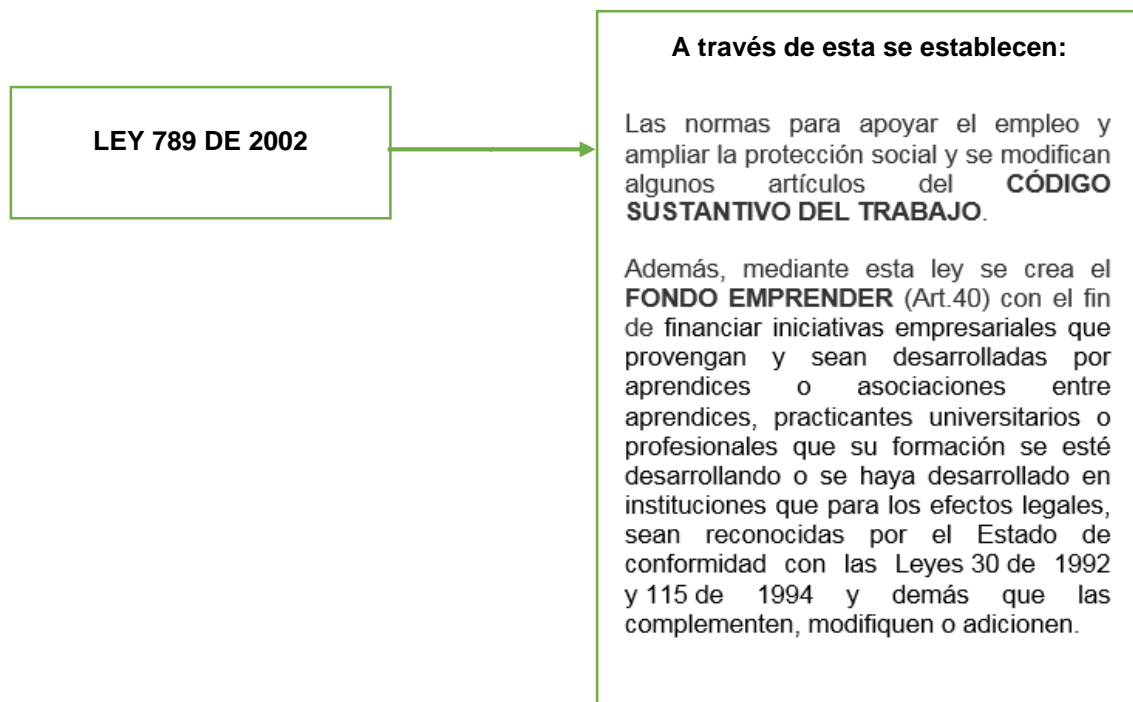 A través de esta se establecen:
LEY 789 DE 2002
Las normas para apoyar el empleo y
ampliar la protección social y se modifican
algunos artículos del CÓDIGO
SUSTANTIVO DEL TRABAJO.
Además, mediante esta ley se crea el
FONDO EMPRENDER (Art.40) con el fin
de financiar iniciativas empresariales que
provengan y sean desarrolladas por
aprendices o asociaciones entre
aprendices, practicantes universitarios o
profesionales que su formación se esté
desarrollando o se haya desarrollado en
instituciones que para los efectos legales,
sean reconocidas por el Estado de
conformidad con las Leyes 30 de 1992
y 115 de 1994 y demás que las
complementen, modifiquen o adicionen.